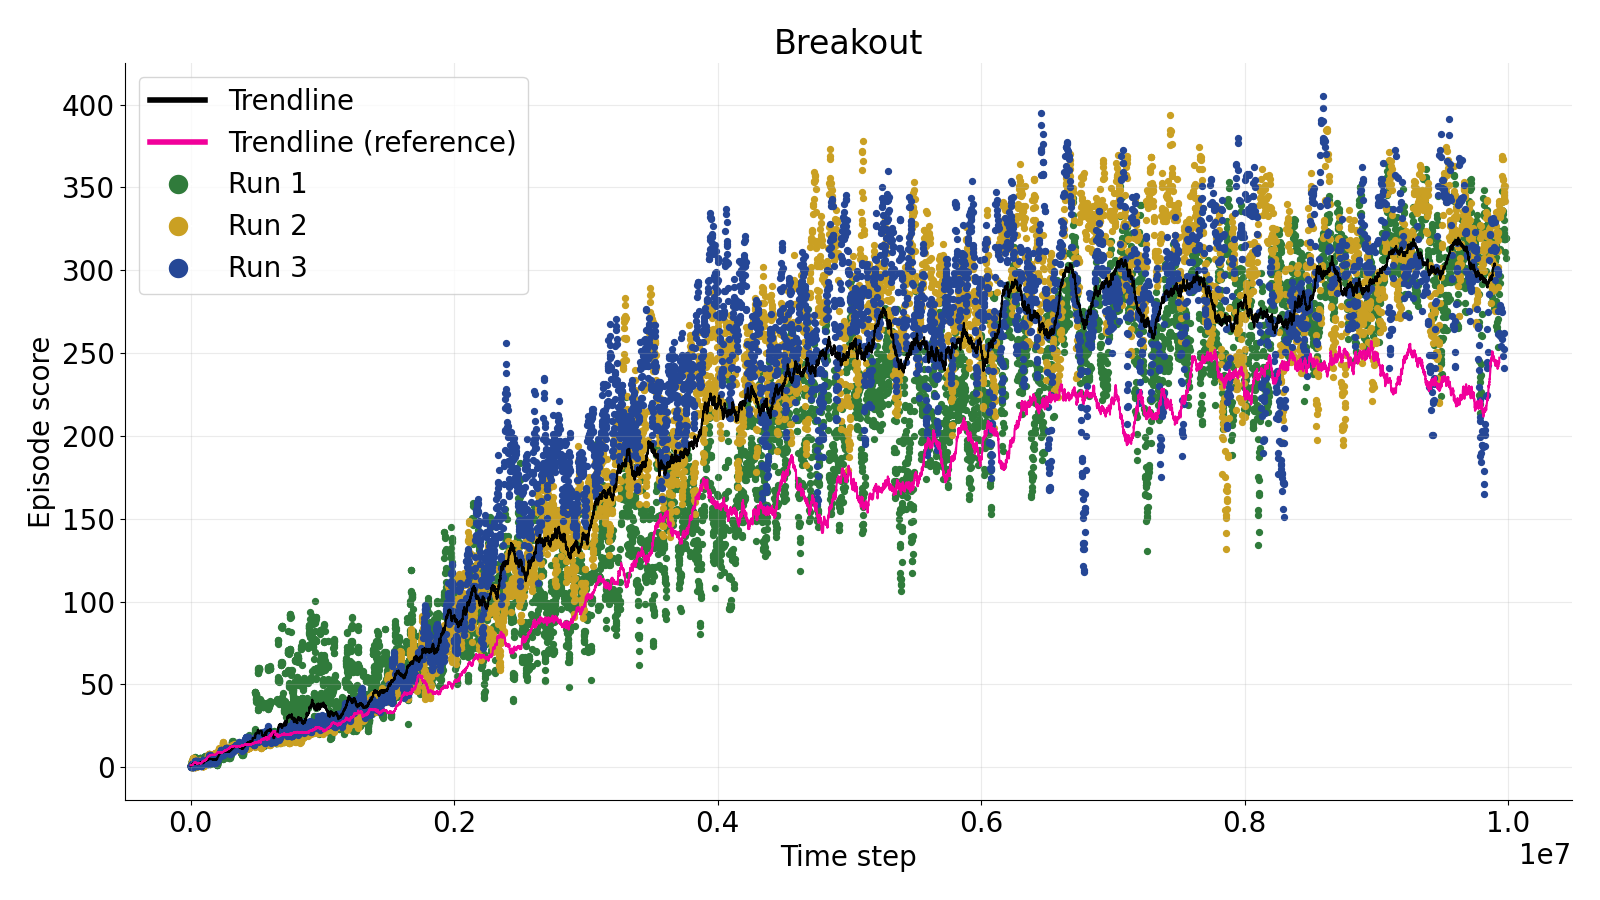 Breakout
Trendline
Trendline (reference)
Run 1
Run 2
Run 3
400
350
300
250
200
150
100
50
0
Episode score
0.0 0.2 0.4 0.6 0.8 1.0
Time step
1e7